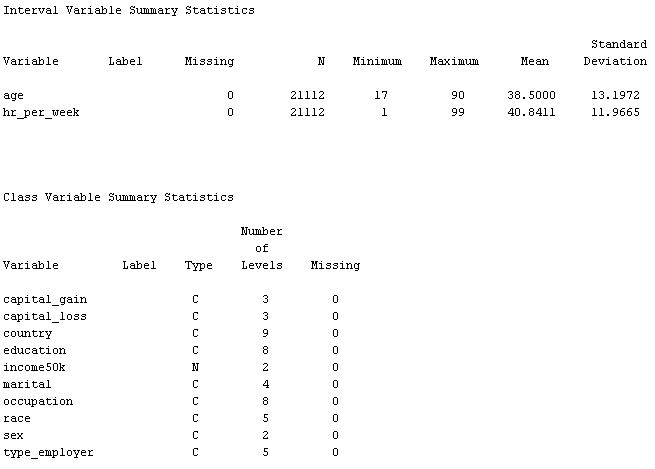 Interval Variable Summary Statistics
Standard
Variable Label Missing N Minimum Maximum Mean Deviation
age 0 21112 17 90 38.5000 13.1972
hr_per_week 0 21112 1 99 40.8411 11.9665
Class Variable Summary Statistics
Number
of
Variable Label Type Levels Missing
capital_gain C 3 0
capital_loss C 3 0
country C 9 0
education C 8 0
income50k N 2 0
marital C 4 0
occupation C 8 0
race C 5 0
sex C 2 0
type_employer C 5 0